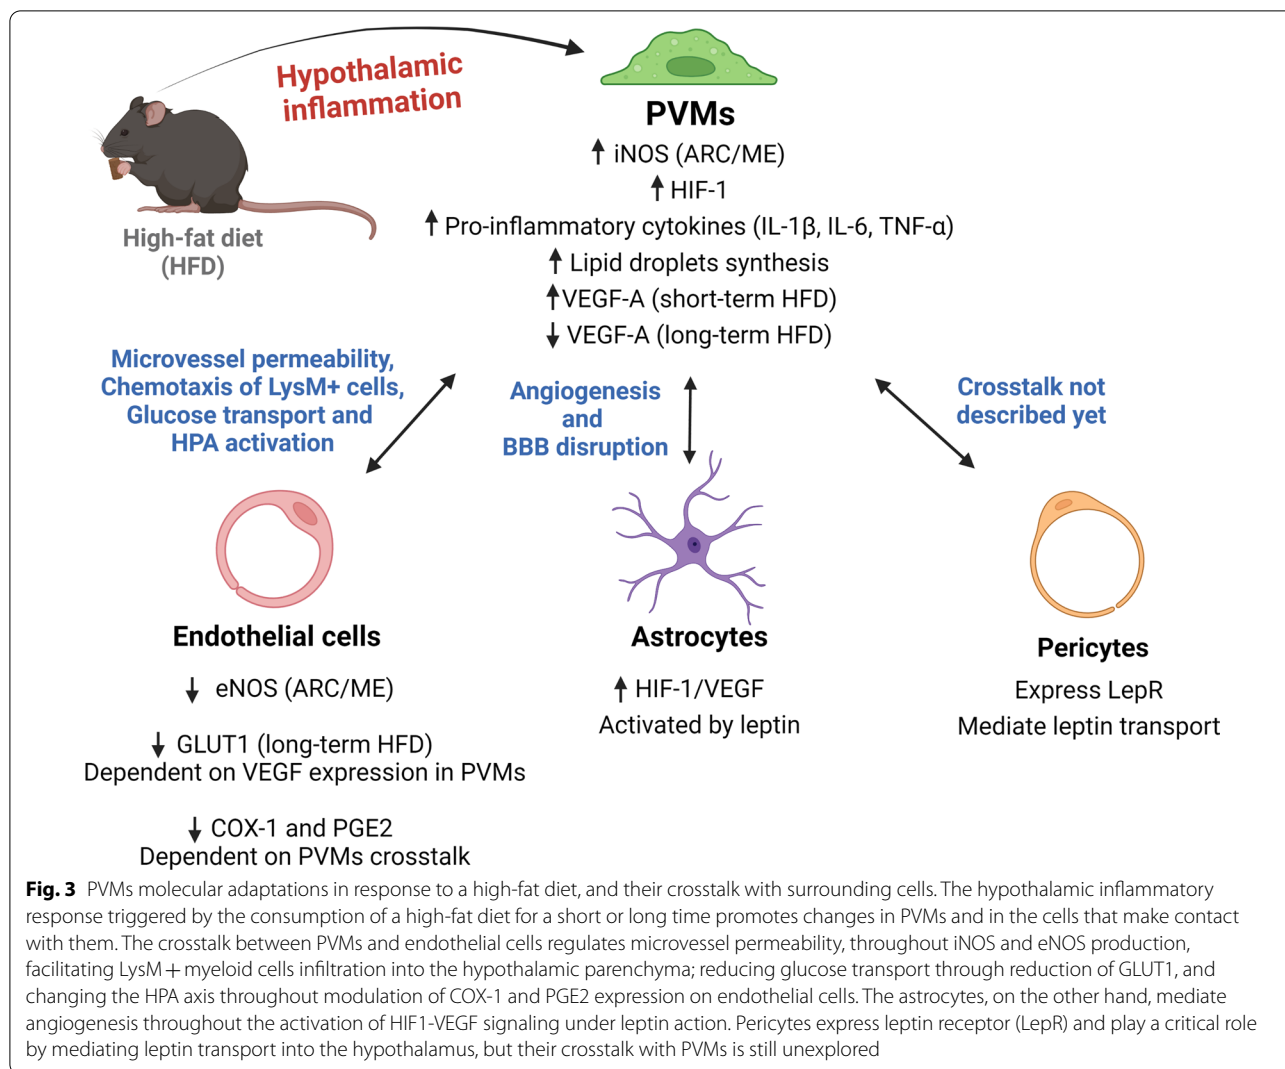 Hypothalamic
inflammation
High-fat diet
(HFD)
PVMs
↑ iNOS (ARC/ME)
↑ HIF-1
↑ Pro-inflammatory cytokines (IL-1β, IL-6, TNF-α)
↑ Lipid droplets synthesis
↑ VEGF-A (short-term HFD)
↓ VEGF-A (long-term HFD)
Microvessel permeability,
Chemotaxis of LysM+ cells,
Glucose transport and
HPA activation
Angiogenesis
and
BBB disruption
Crosstalk not
described yet
Endothelial cells
↓ eNOS (ARC/ME)
↓ GLUT1 (long-term HFD)
Dependent on VEGF expression in PVMs
↓ COX-1 and PGE2
Dependent on PVMs crosstalk
Astrocytes
↑ HIF-1/VEGF
Activated by leptin
Pericytes
Express LepR
Mediate leptin transport
Fig. 3 PVMs molecular adaptations in response to a high-fat diet, and their crosstalk with surrounding cells. The hypothalamic inflammatory
response triggered by the consumption of a high-fat diet for a short or long time promotes changes in PVMs and in the cells that make contact
with them. The crosstalk between PVMs and endothelial cells regulates microvessel permeability, throughout iNOS and eNOS production,
facilitating LysM + myeloid cells infiltration into the hypothalamic parenchyma; reducing glucose transport through reduction of GLUT1, and
changing the HPA axis throughout modulation of COX-1 and PGE2 expression on endothelial cells. The astrocytes, on the other hand, mediate
angiogenesis throughout the activation of HIF1-VEGF signaling under leptin action. Pericytes express leptin receptor (LepR) and play a critical role
by mediating leptin transport into the hypothalamus, but their crosstalk with PVMs is still unexplored